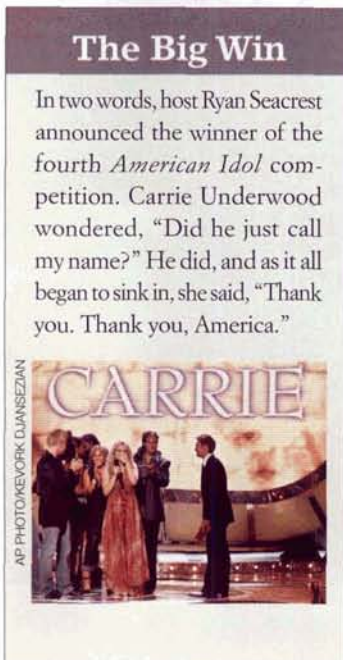 The Big Win
In two words, host Ryan Seacrest
announced the winner of the
fourth American Idol com-
petition. Carrie Underwood
wondered, “Did he just call
my name?” He did, and as it all
began to sink in, she said, “Thank
you. Thank you, America.”
AP PHOTO/KEVORK DJANSEZIAN
CARRIE